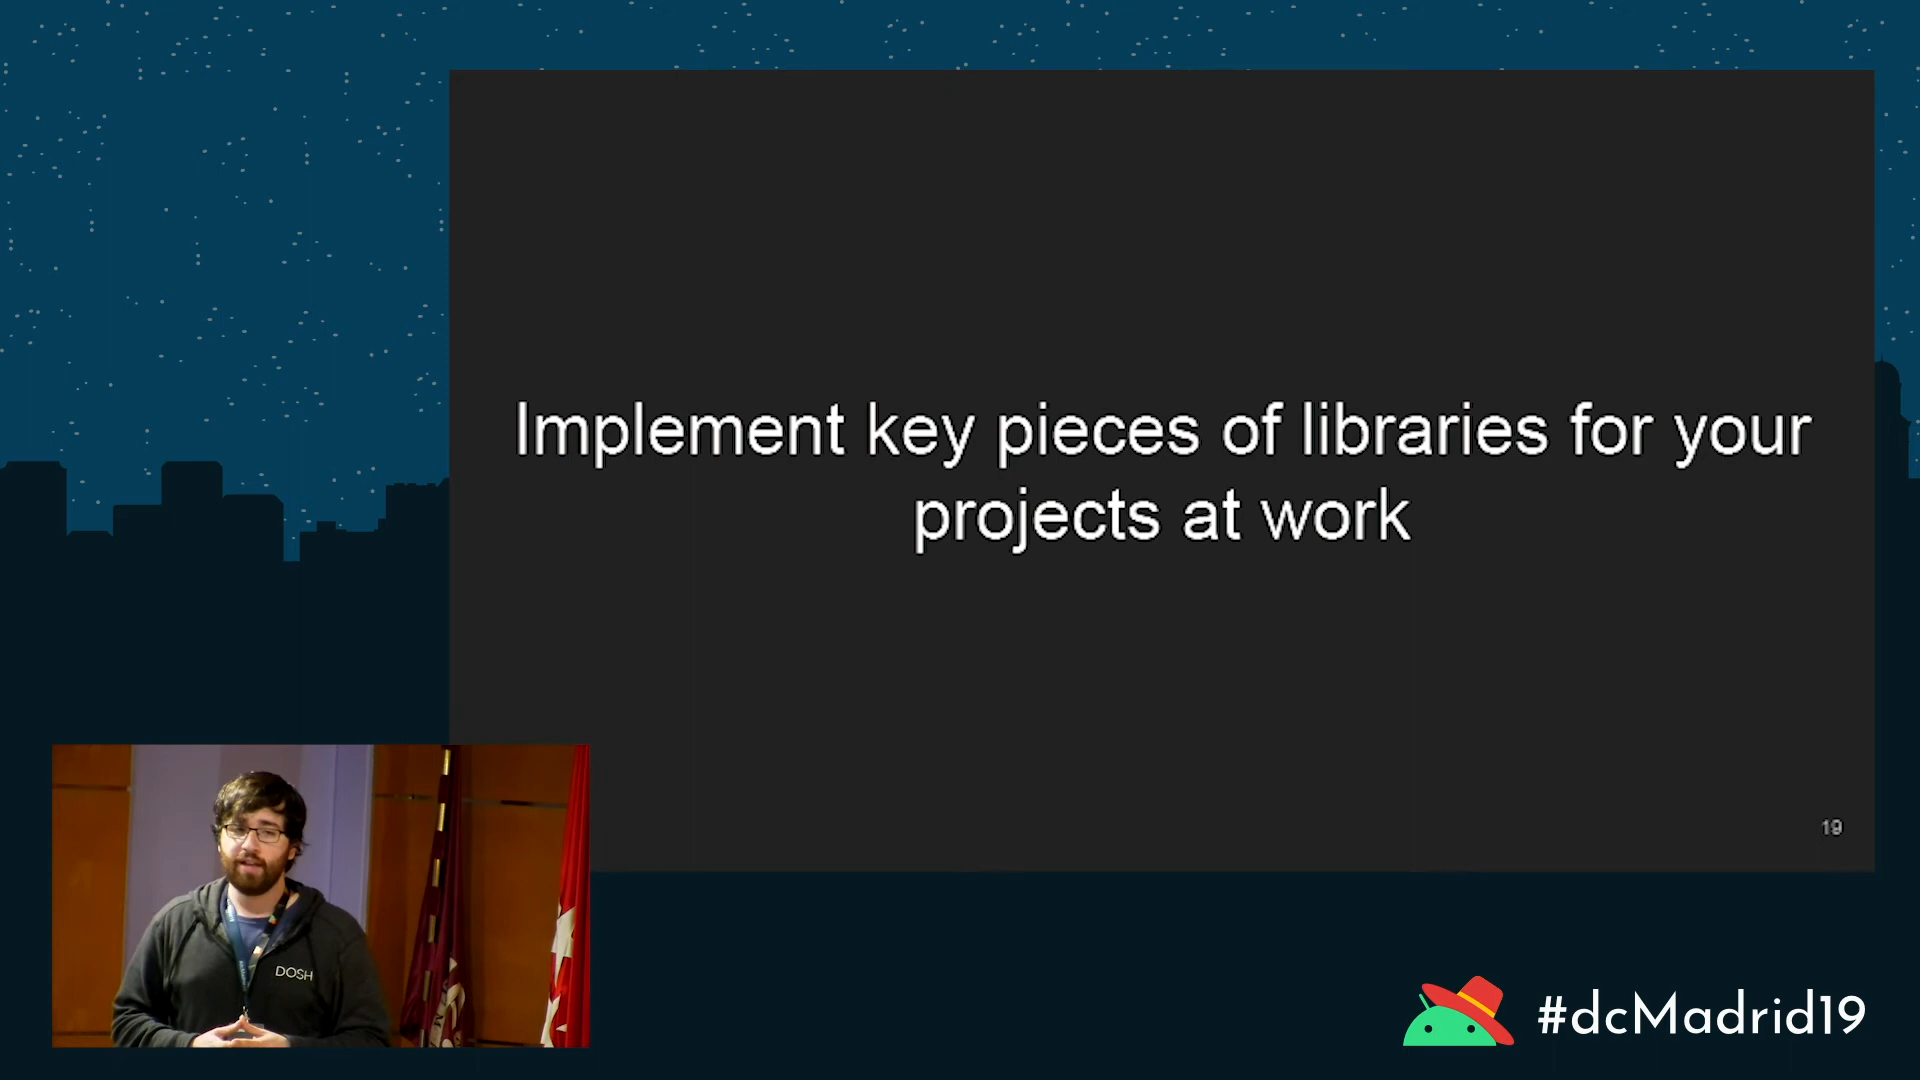 Implement key pieces of libraries for your
projects at work
19
DOSH
#dcMadrid19